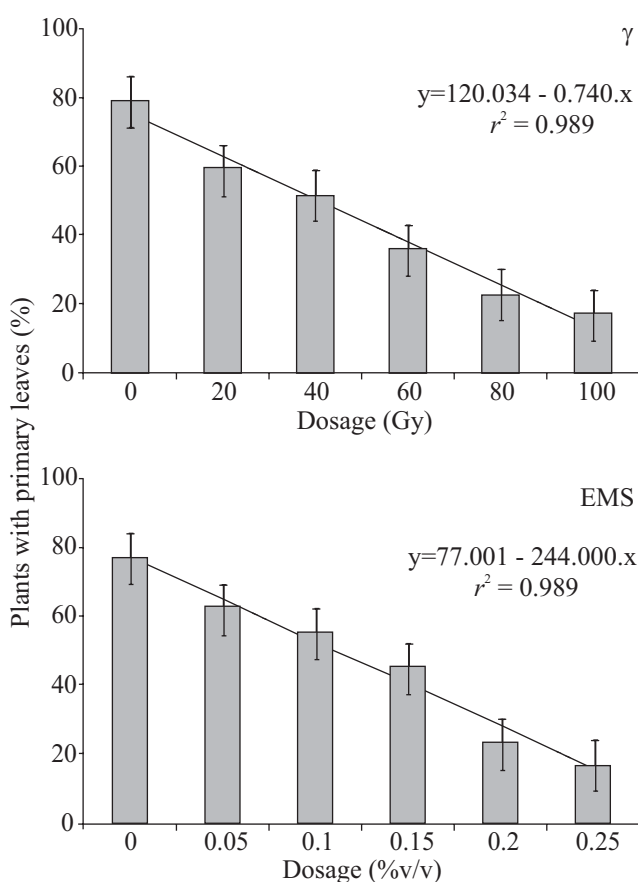 Plants with primary leaves (%)
γ
y=120.034 - 0.740.x
r² = 0.989
100
80
60
40
20
0
0 20 40 60 80 100
Dosage (Gy)
EMS
y=77.001 - 244.000.x
r² = 0.989
100
80
60
40
20
0
0 0.05 0.1 0.15 0.2 0.25
Dosage (%v/v)